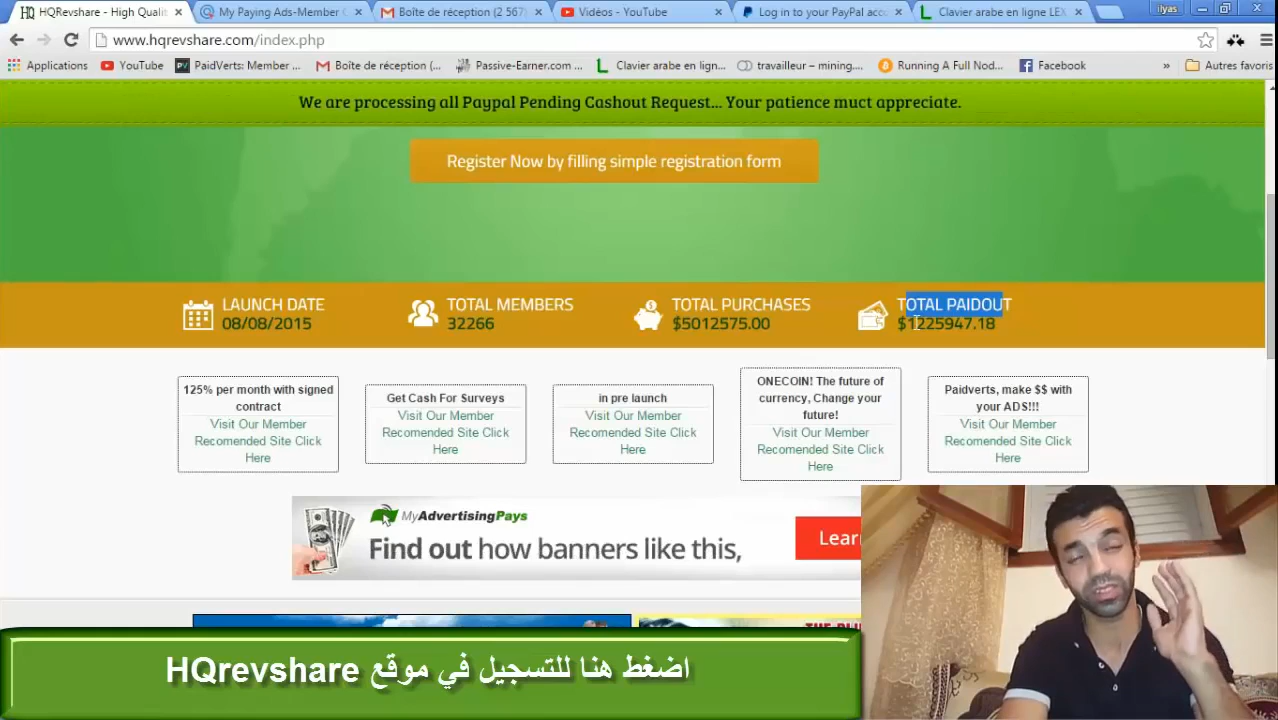 HQRevshare - High Qualit
My Paying Ads-Member C
Boîte de réception (2 567)
Vidéos - YouTube
Log in to your PayPal acc
Clavier arabe en ligne LEX
ilyas
www.hqrevshare.com/index.php
Applications
YouTube
PaidVerts: Member ...
Boîte de réception (...
Passive-Earner.com ...
Clavier arabe en lign...
travailleur – mining....
Running A Full Nod...
Facebook
»
Autres favoris
We are processing all Paypal Pending Cashout Request... Your patience muct appreciate.
Register Now by filling simple registration form
LAUNCH DATE
08/08/2015
TOTAL MEMBERS
32266
TOTAL PURCHASES
$5012575.00
TOTAL PAIDOUT
$1225947.18
125% per month with signed
contract
Visit Our Member
Recomended Site Click
Here
Get Cash For Surveys
Visit Our Member
Recomended Site Click
Here
in pre launch
Visit Our Member
Recomended Site Click
Here
ONECOIN! The future of
currency, Change your
future!
Visit Our Member
Recomended Site Click
Here
Paidverts, make $$ with
your ADS!!!
Visit Our Member
Recomended Site Click
Here
MyAdvertisingPays
Find out how banners like this,
Lear
اضغط هنا للتسجيل في موقع HQrevshare